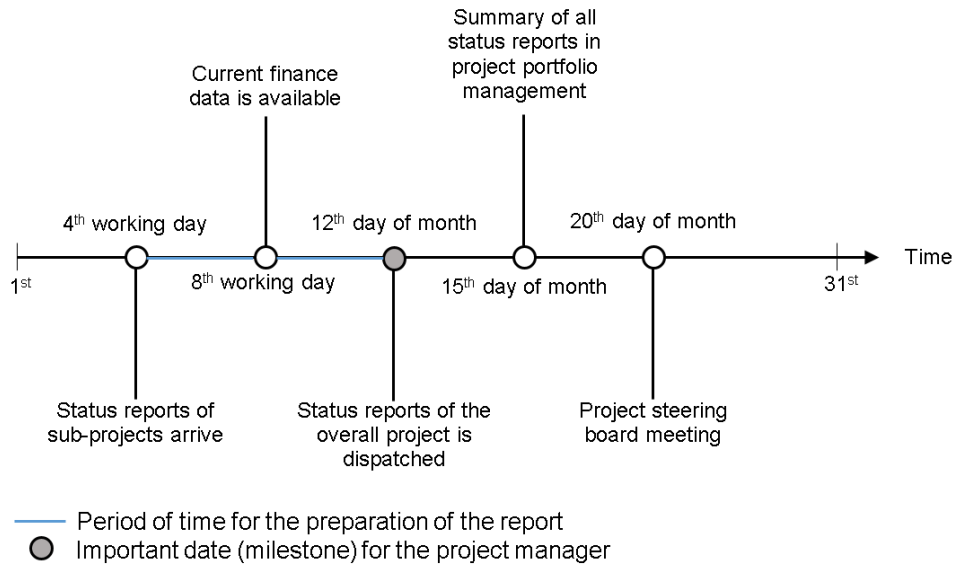 Summary of all
status reports in
project portfolio
management
Current finance
data is available
4th working day
12th day of month
20th day of month
Time
1st
8th working day
15th day of month
31st
Status reports of
sub-projects arrive
Status reports of the
overall project is
dispatched
Project steering
board meeting
Period of time for the preparation of the report
Important date (milestone) for the project manager